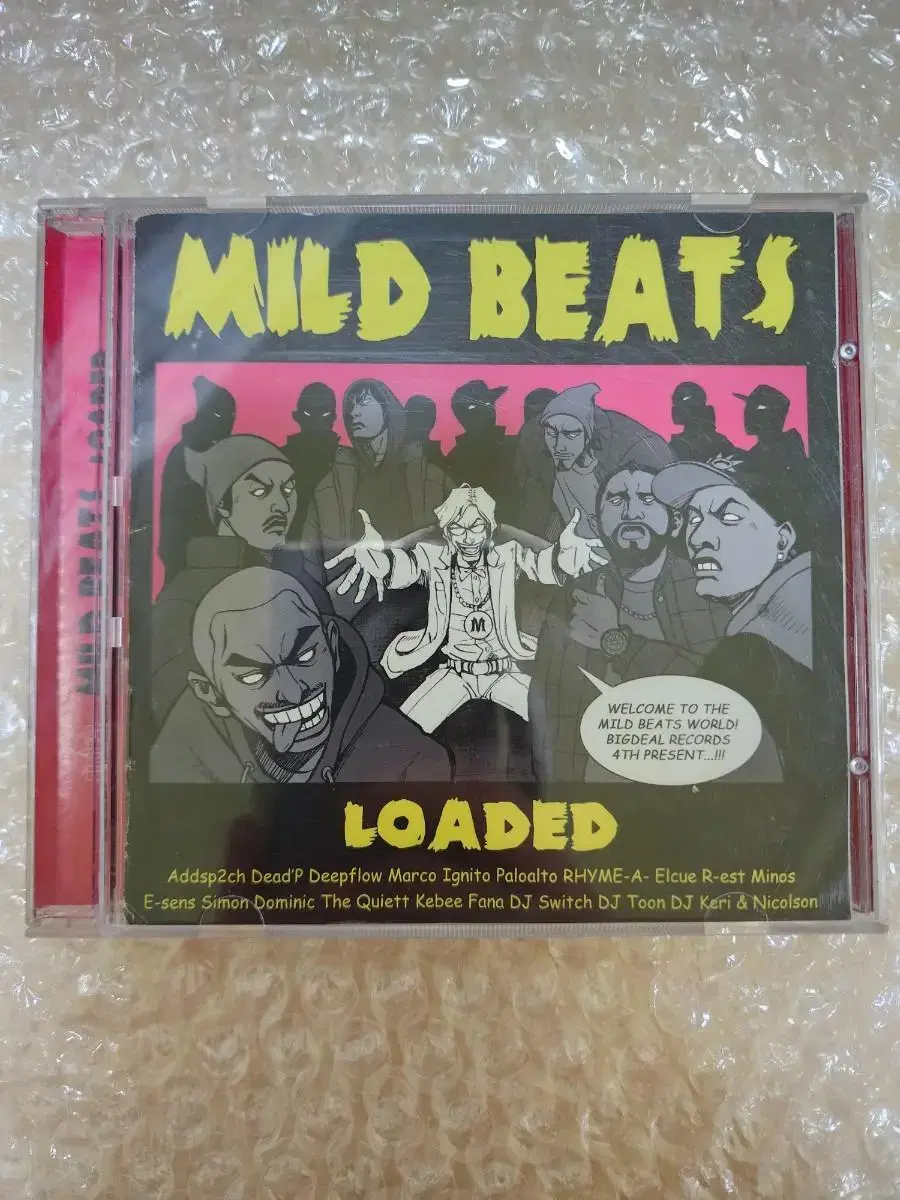 MILD BEATS
MILD BEATS LOADED
M
WELCOME TO THE
MILD BEATS WORLD!
BIGDEAL RECORDS
4TH PRESENT...!!!
LOADED
Addsp2ch Dead'P Deepflow Marco Ignito Paloalto RHYME-A- Elcue R-est Minos
E-sens Simon Dominic The Quiett Kebee Fana DJ Switch DJ Toon DJ Keri & Nicolson